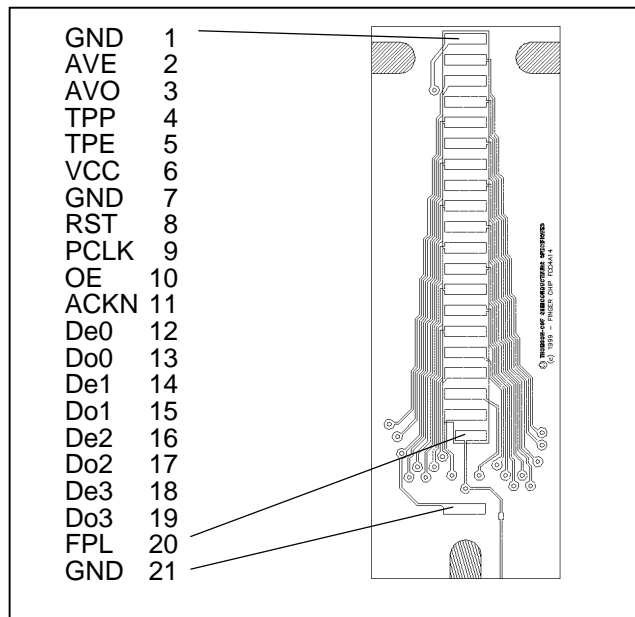 GND 1
AVE 2
AVO 3
TPP 4
TPE 5
VCC 6
GND 7
RST 8
PCLK 9
OE 10
ACKN 11
De0 12
Do0 13
De1 14
Do1 15
De2 16
Do2 17
De3 18
Do3 19
FPL 20
GND 21
(c) 1999 - FINGER CHIP FCD4A14